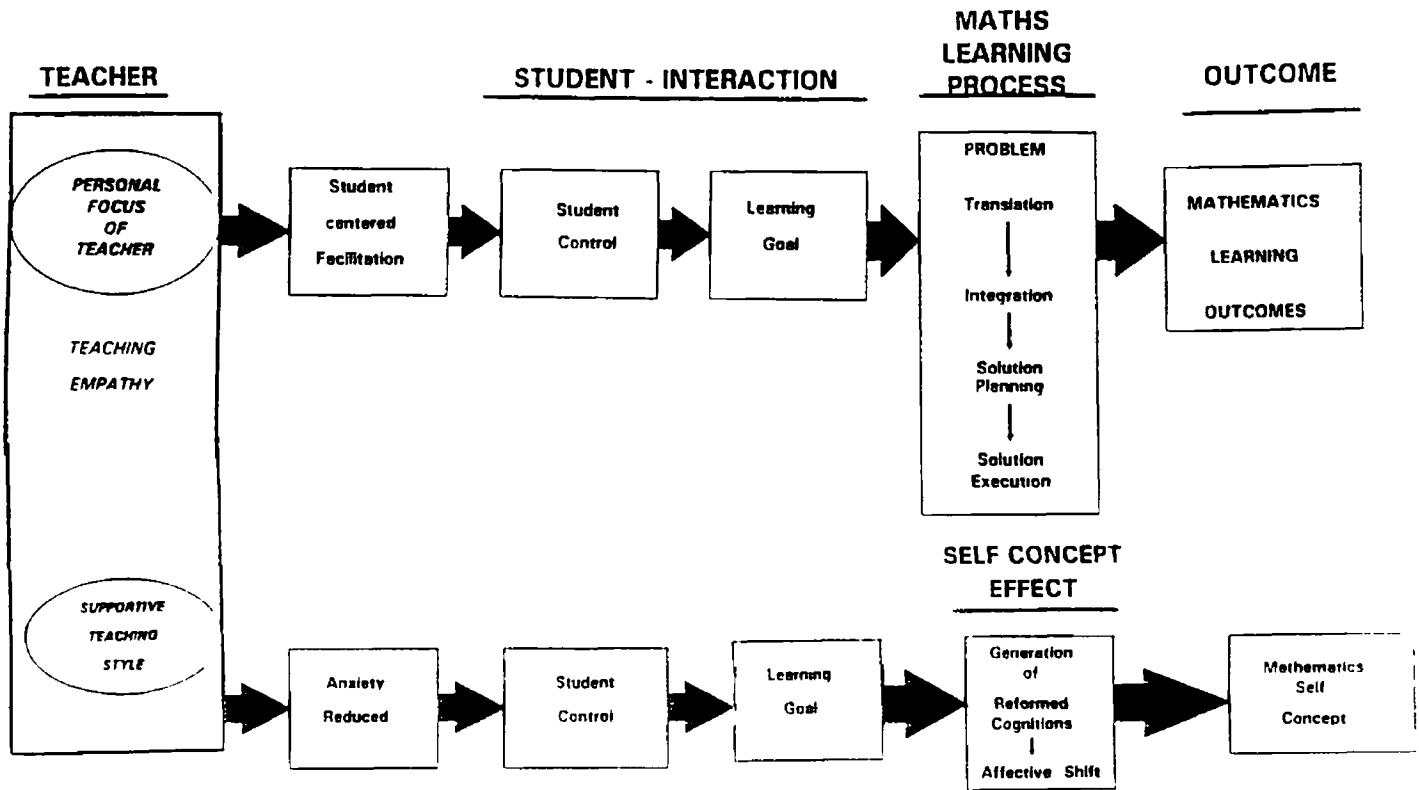 TEACHER
STUDENT - INTERACTION
MATHS
LEARNING
PROCESS
OUTCOME
PERSONAL
FOCUS
OF
TEACHER
TEACHING
EMPATHY
Student
centered
Facilitation
Student
Control
Learning
Goal
PROBLEM
Translation
Integration
Solution
Planning
Solution
Execution
MATHEMATICS
LEARNING
OUTCOMES
SUPPORTIVE
TEACHING
STYLE
Anxiety
Reduced
Student
Control
Learning
Goal
SELF CONCEPT
EFFECT
Generation
of
Reformed
Cognitions
Affective Shift
Mathematics
Self
Concept